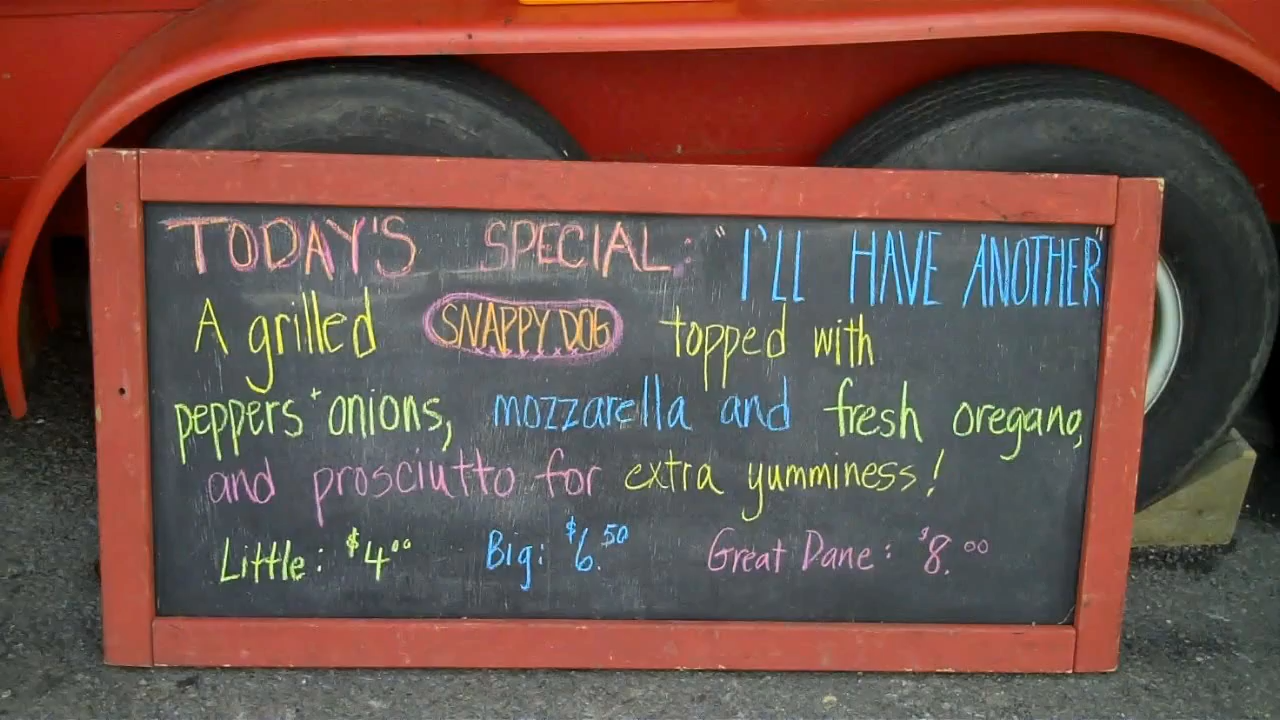 TODAY'S SPECIAL: "I'LL HAVE ANOTHER"
A grilled SNAPPY DOG topped with
peppers + onions, mozzarella and fresh oregano,
and prosciutto for extra yumminess!
Little: $4.00 Big: $6.50 Great Dane: $8.00